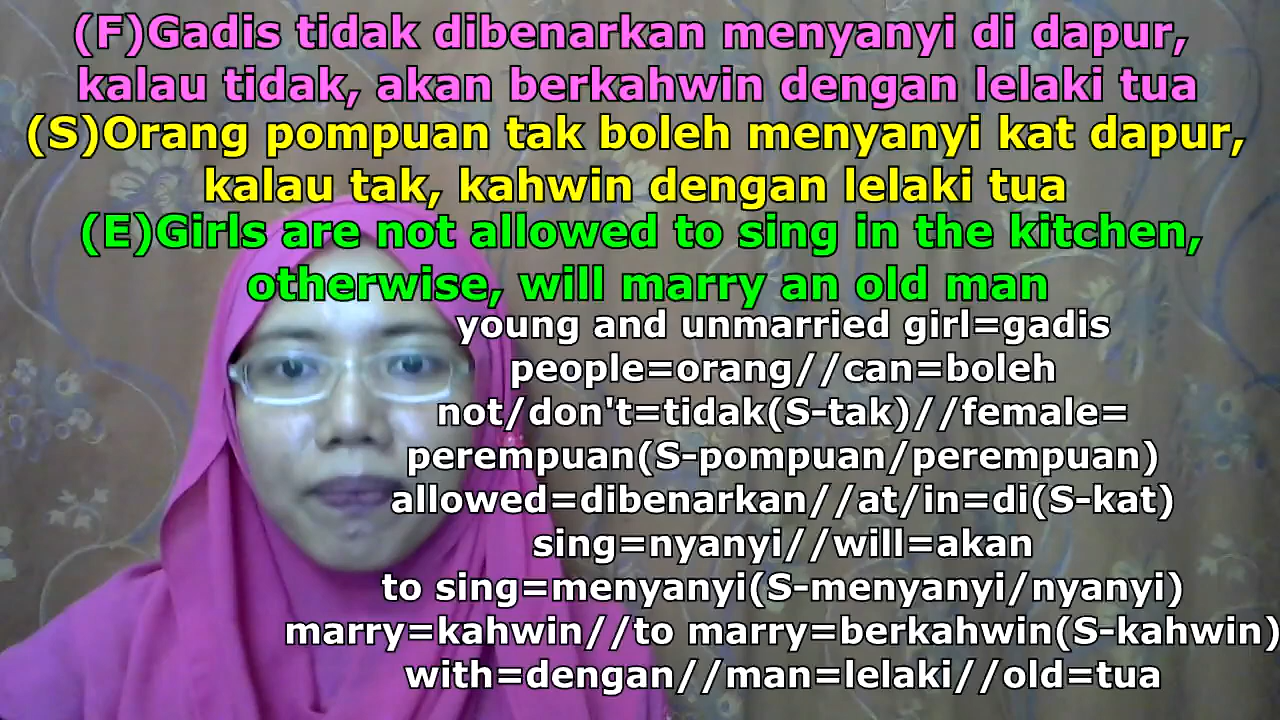 (F)Gadis tidak dibenarkan menyanyi di dapur,
kalau tidak, akan berkahwin dengan lelaki tua
(S)Orang pompuan tak boleh menyanyi kat dapur,
kalau tak, kahwin dengan lelaki tua
(E)Girls are not allowed to sing in the kitchen,
otherwise, will marry an old man
young and unmarried girl=gadis
people=orang//can=boleh
not/don't=tidak(S-tak)//female=
perempuan(S-pompuan/perempuan)
allowed=dibenarkan//at/in=di(S-kat)
sing=nyanyi//will=akan
to sing=menyanyi(S-menyanyi/nyanyi)
marry=kahwin//to marry=berkahwin(S-kahwin)
with=dengan//man=lelaki//old=tua